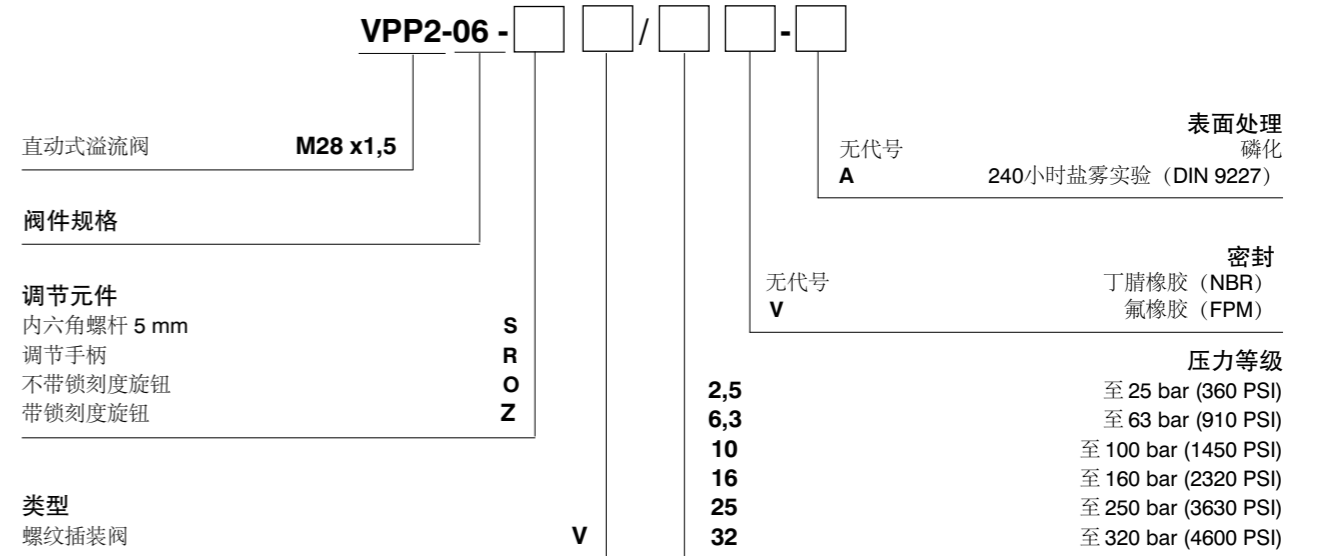 VPP2-06 - / -
直动式溢流阀 M28 x1,5
阀件规格
调节元件
内六角螺杆 5 mm S
调节手柄 R
不带锁刻度旋钮 O
带锁刻度旋钮 Z
类型
螺纹插装阀 V
表面处理
无代号 磷化
A 240小时盐雾实验（DIN 9227）
密封
无代号 丁腈橡胶（NBR）
V 氟橡胶（FPM）
压力等级
2,5 至 25 bar (360 PSI)
6,3 至 63 bar (910 PSI)
10 至 100 bar (1450 PSI)
16 至 160 bar (2320 PSI)
25 至 250 bar (3630 PSI)
32 至 320 bar (4600 PSI)